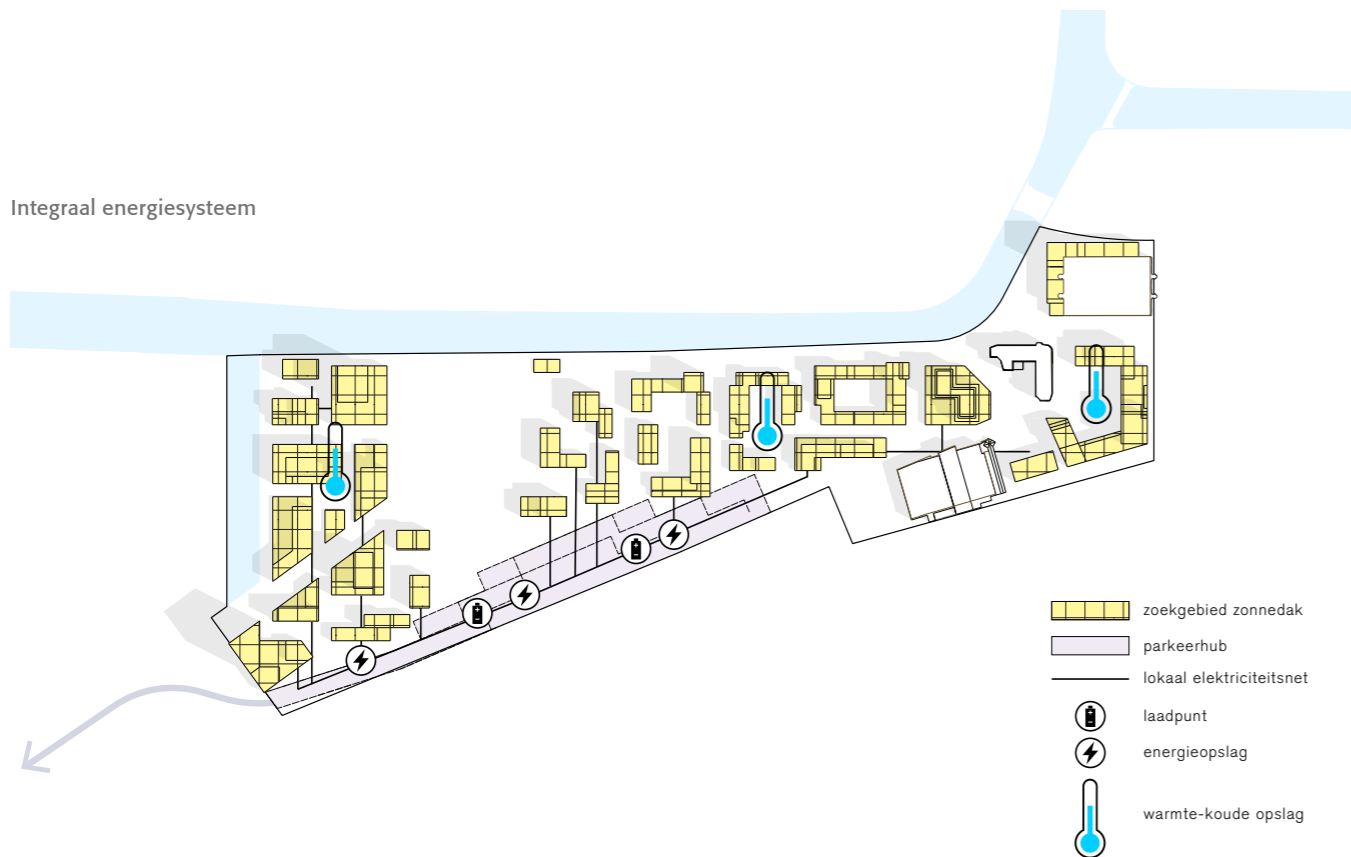 Integraal energiesysteem
zoekgebied zonnedak
parkeerhub
lokaal elektriciteitsnet
laadpunt
energieopslag
warmte-koude opslag